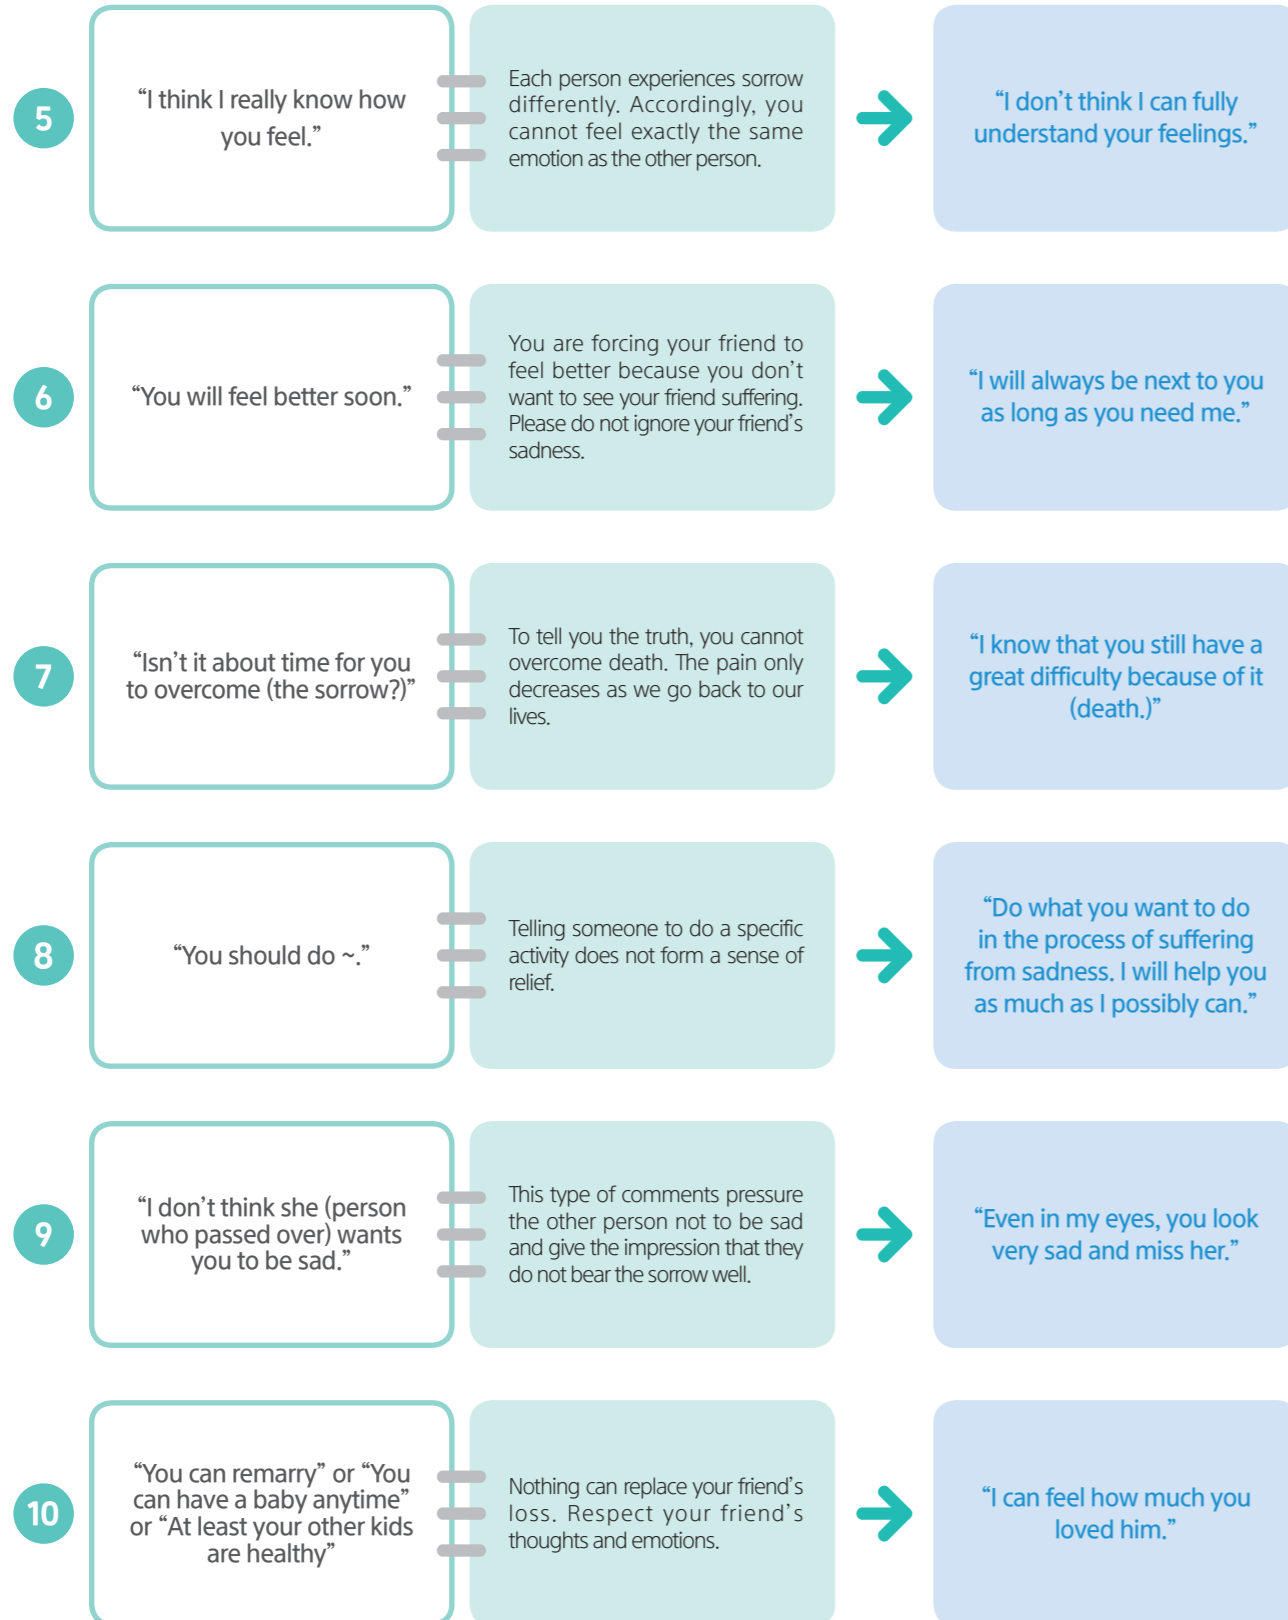 5
“I think I really know how
you feel.”
Each person experiences sorrow
differently. Accordingly, you
cannot feel exactly the same
emotion as the other person.
“I don’t think I can fully
understand your feelings.”
6
“You will feel better soon.”
You are forcing your friend to
feel better because you don’t
want to see your friend suffering.
Please do not ignore your friend’s
sadness.
“I will always be next to you
as long as you need me.”
7
“Isn’t it about time for you
to overcome (the sorrow?)”
To tell you the truth, you cannot
overcome death. The pain only
decreases as we go back to our
lives.
“I know that you still have a
great difficulty because of it
(death.)”
8
“You should do ~.”
Telling someone to do a specific
activity does not form a sense of
relief.
“Do what you want to do
in the process of suffering
from sadness. I will help you
as much as I possibly can.”
9
“I don’t think she (person
who passed over) wants
you to be sad.”
This type of comments pressure
the other person not to be sad
and give the impression that they
do not bear the sorrow well.
“Even in my eyes, you look
very sad and miss her.”
10
“You can remarry” or “You
can have a baby anytime”
or “At least your other kids
are healthy”
Nothing can replace your friend’s
loss. Respect your friend’s
thoughts and emotions.
“I can feel how much you
loved him.”